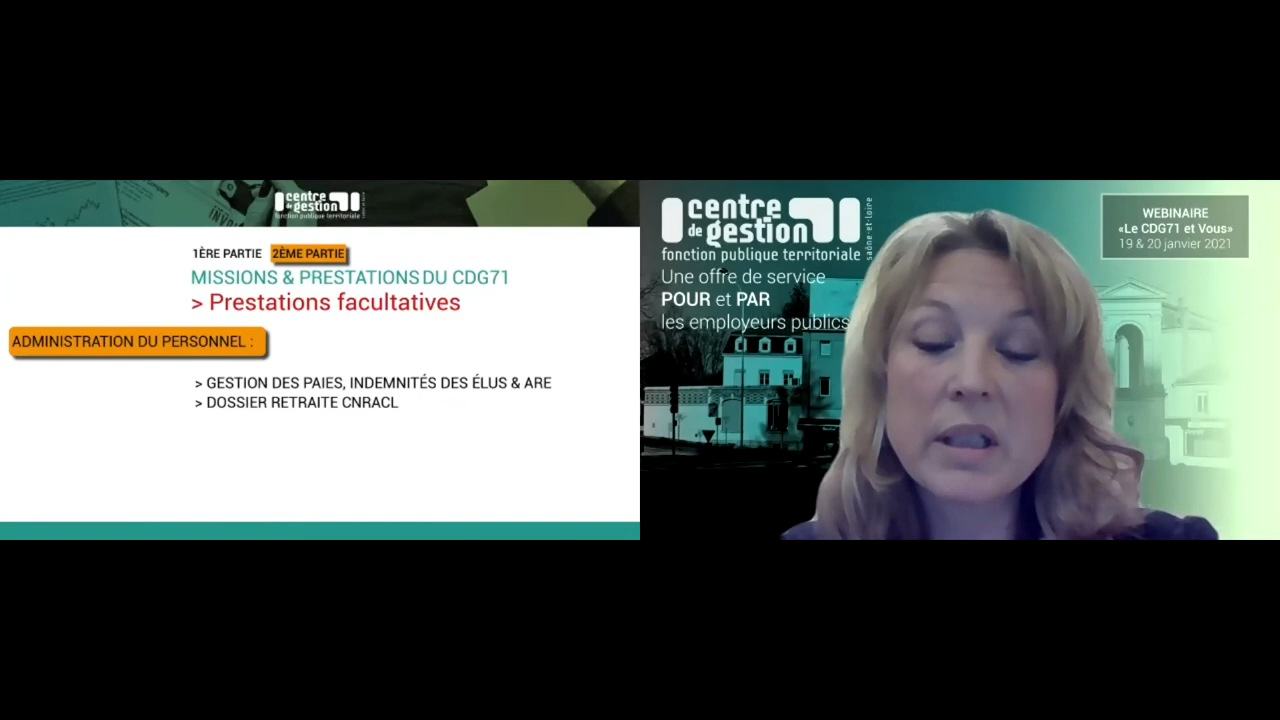 INVOICE
centre
de gestion
fonction publique territoriale
1ÈRE PARTIE 2ÈME PARTIE
MISSIONS & PRESTATIONS DU CDG71
> Prestations facultatives
ADMINISTRATION DU PERSONNEL :
> GESTION DES PAIES, INDEMNITÉS DES ÉLUS & ARE
> DOSSIER RETRAITE CNRACL
centre
de gestion
fonction publique territoriale
saône-et-loire
Une offre de service
POUR et PAR
les employeurs publics
WEBINAIRE
«Le CDG71 et Vous»
19 & 20 janvier 2021